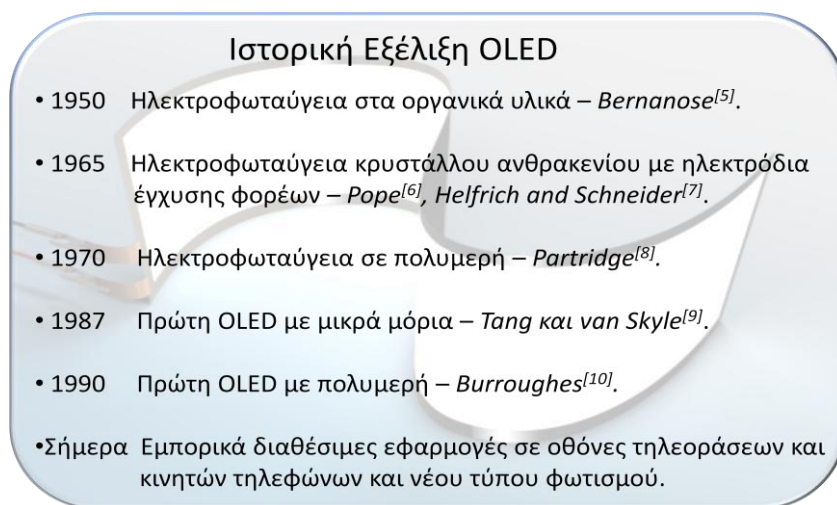 Ιστορική Εξέλιξη OLED
• 1950 Ηλεκτροφωταύγεια στα οργανικά υλικά – Bernanose[5].
• 1965 Ηλεκτροφωταύγεια κρυστάλλου ανθρακενίου με ηλεκτρόδια
έγχυσης φορέων – Pope[6], Helfrich and Schneider[7].
• 1970 Ηλεκτροφωταύγεια σε πολυμερή – Partridge[8].
• 1987 Πρώτη OLED με μικρά μόρια – Tang και van Skyle[9].
• 1990 Πρώτη OLED με πολυμερή – Burroughes[10].
•Σήμερα Εμπορικά διαθέσιμες εφαρμογές σε οθόνες τηλεοράσεων και
κινητών τηλεφώνων και νέου τύπου φωτισμού.